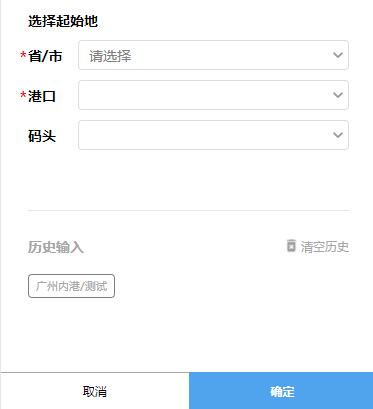 选择起始地
*省/市 请选择
*港口
码头
历史输入 清空历史
广州内港/测试
取消 确定